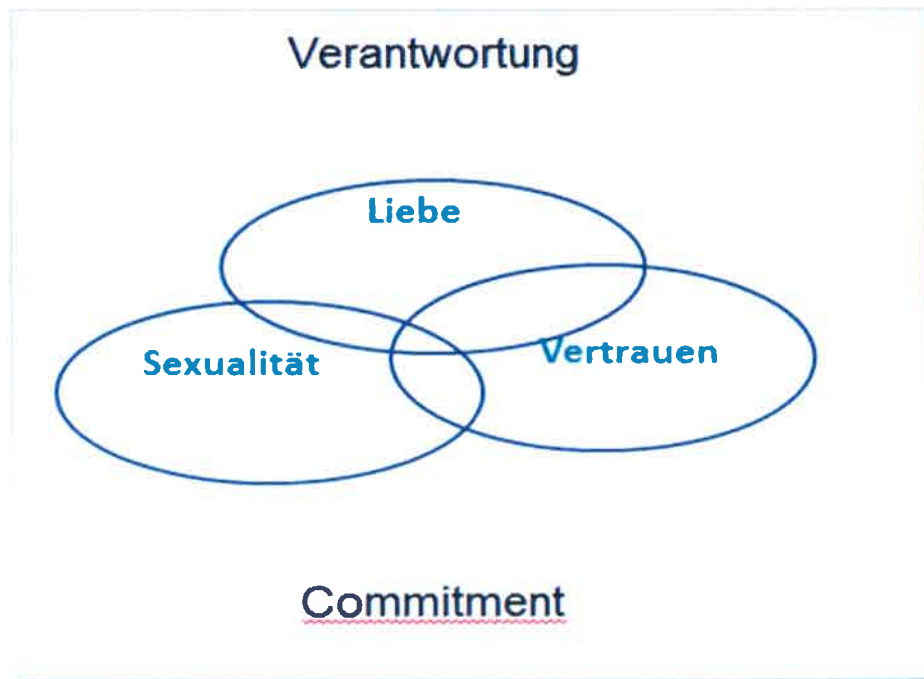 Verantwortung
Liebe
Vertrauen
Sexualität
Commitment